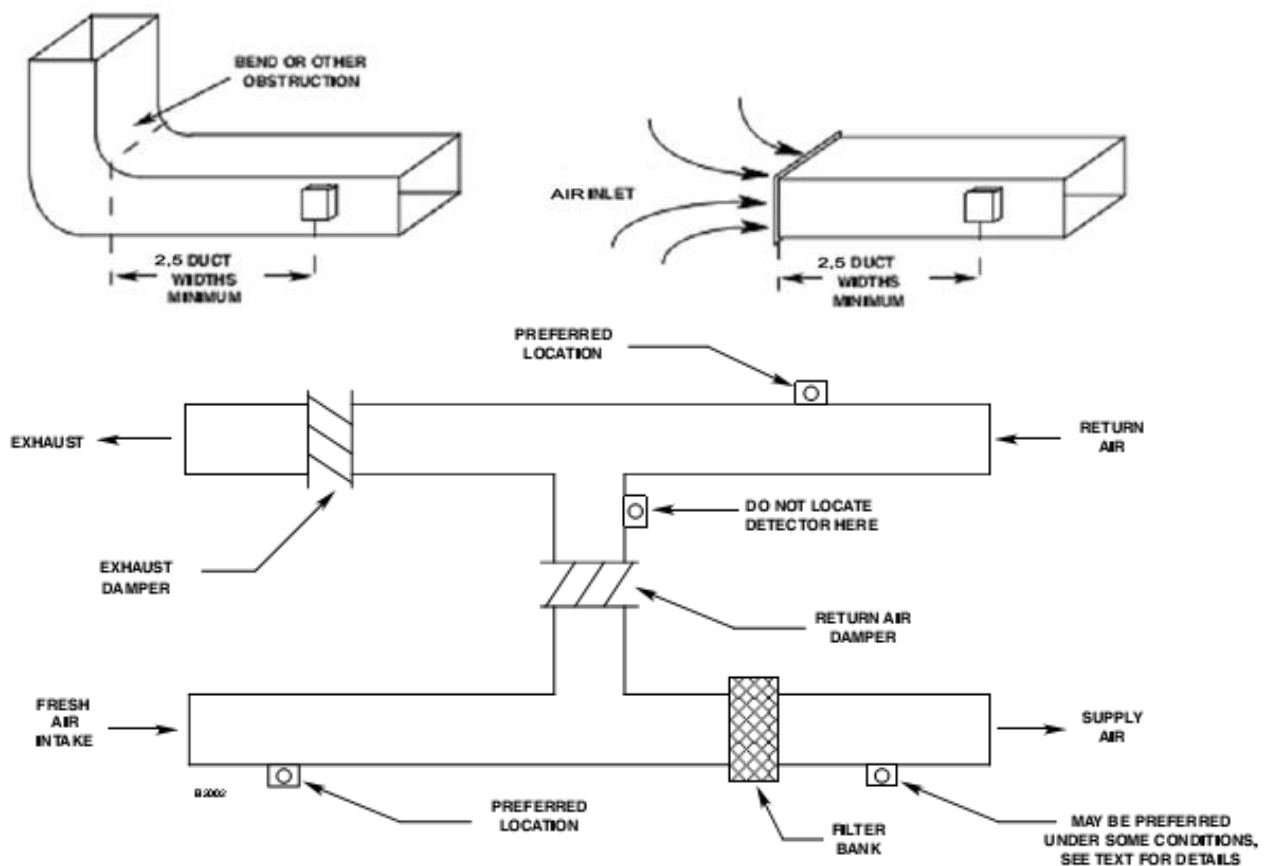 BEND OR OTHER
OBSTRUCTION
2,5 DUCT
WIDTHS
MINIMUM
AIR INLET
2,5 DUCT
WIDTHS
MINIMUM
PREFERRED
LOCATION
EXHAUST
RETURN
AIR
DO NOT LOCATE
DETECTOR HERE
EXHAUST
DAMPER
RETURN AIR
DAMPER
FRESH
AIR
INTAKE
SUPPLY
AIR
B2002
PREFERRED
LOCATION
FILTER
BANK
MAY BE PREFERRED
UNDER SOME CONDITIONS,
SEE TEXT FOR DETAILS